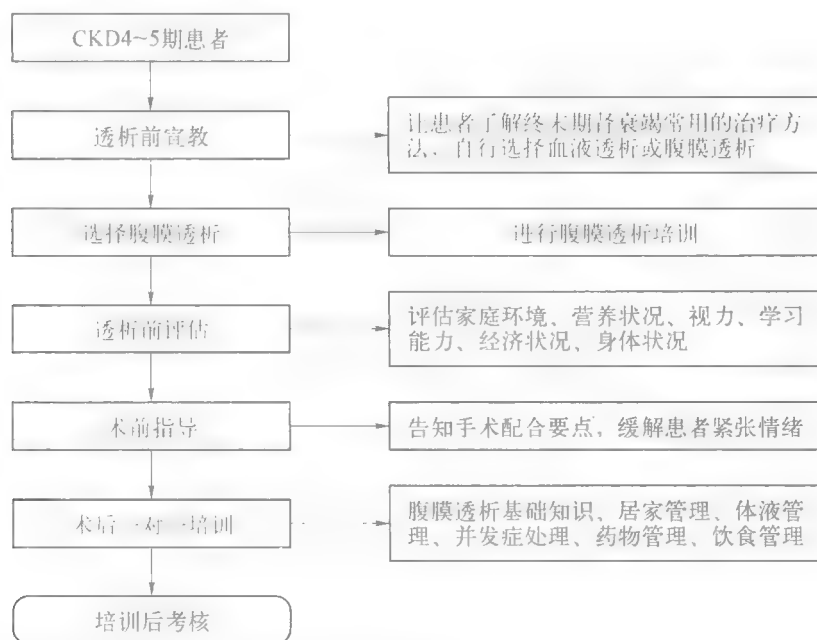 CKD4~5期患者
透析前宣教
让患者了解终末期肾衰竭常用的治疗方
法，自行选择血液透析或腹膜透析
选择腹膜透析
进行腹膜透析培训
透析前评估
评估家庭环境、营养状况、视力、学习
能力、经济状况、身体状况
术前指导
告知手术配合要点，缓解患者紧张情绪
术后一对一培训
腹膜透析基础知识、居家管理、体液管
理、并发症处理、药物管理、饮食管理
培训后考核